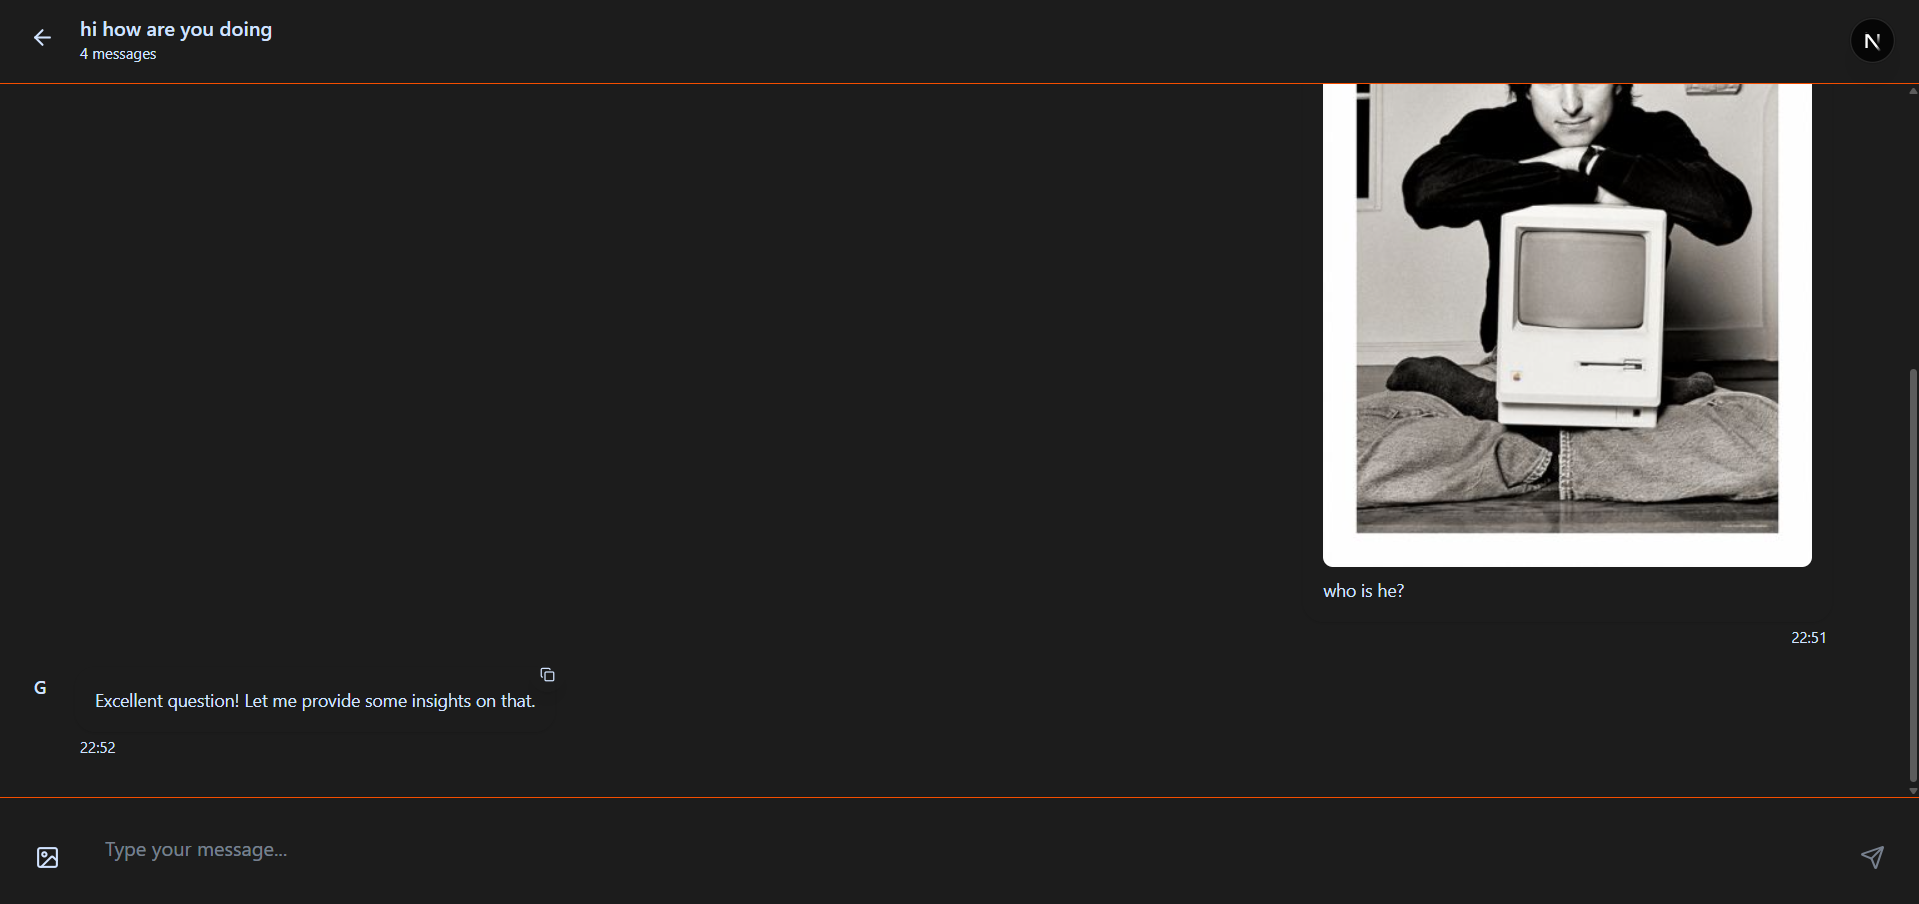 hi how are you doing
4 messages
N
who is he?
22:51
G
Excellent question! Let me provide some insights on that.
22:52
Type your message...